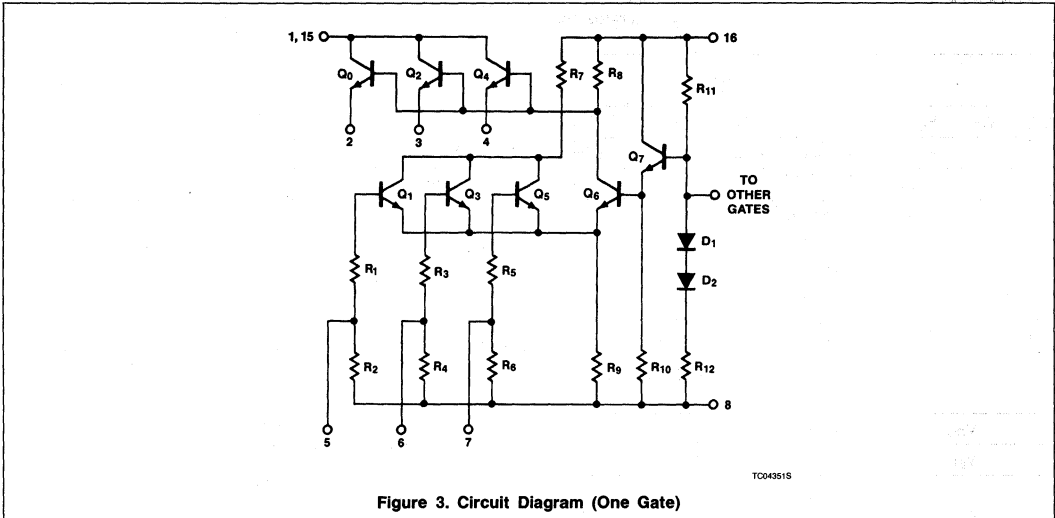 1, 15
16
Q0
Q2
Q4
R7
R8
R11
2
3
4
Q7
Q1
Q3
Q5
Q6
TO
OTHER
GATES
D1
R1
R3
R5
D2
R2
R4
R6
R9
R10
R12
8
5
6
7
TC04351S
Figure 3. Circuit Diagram (One Gate)